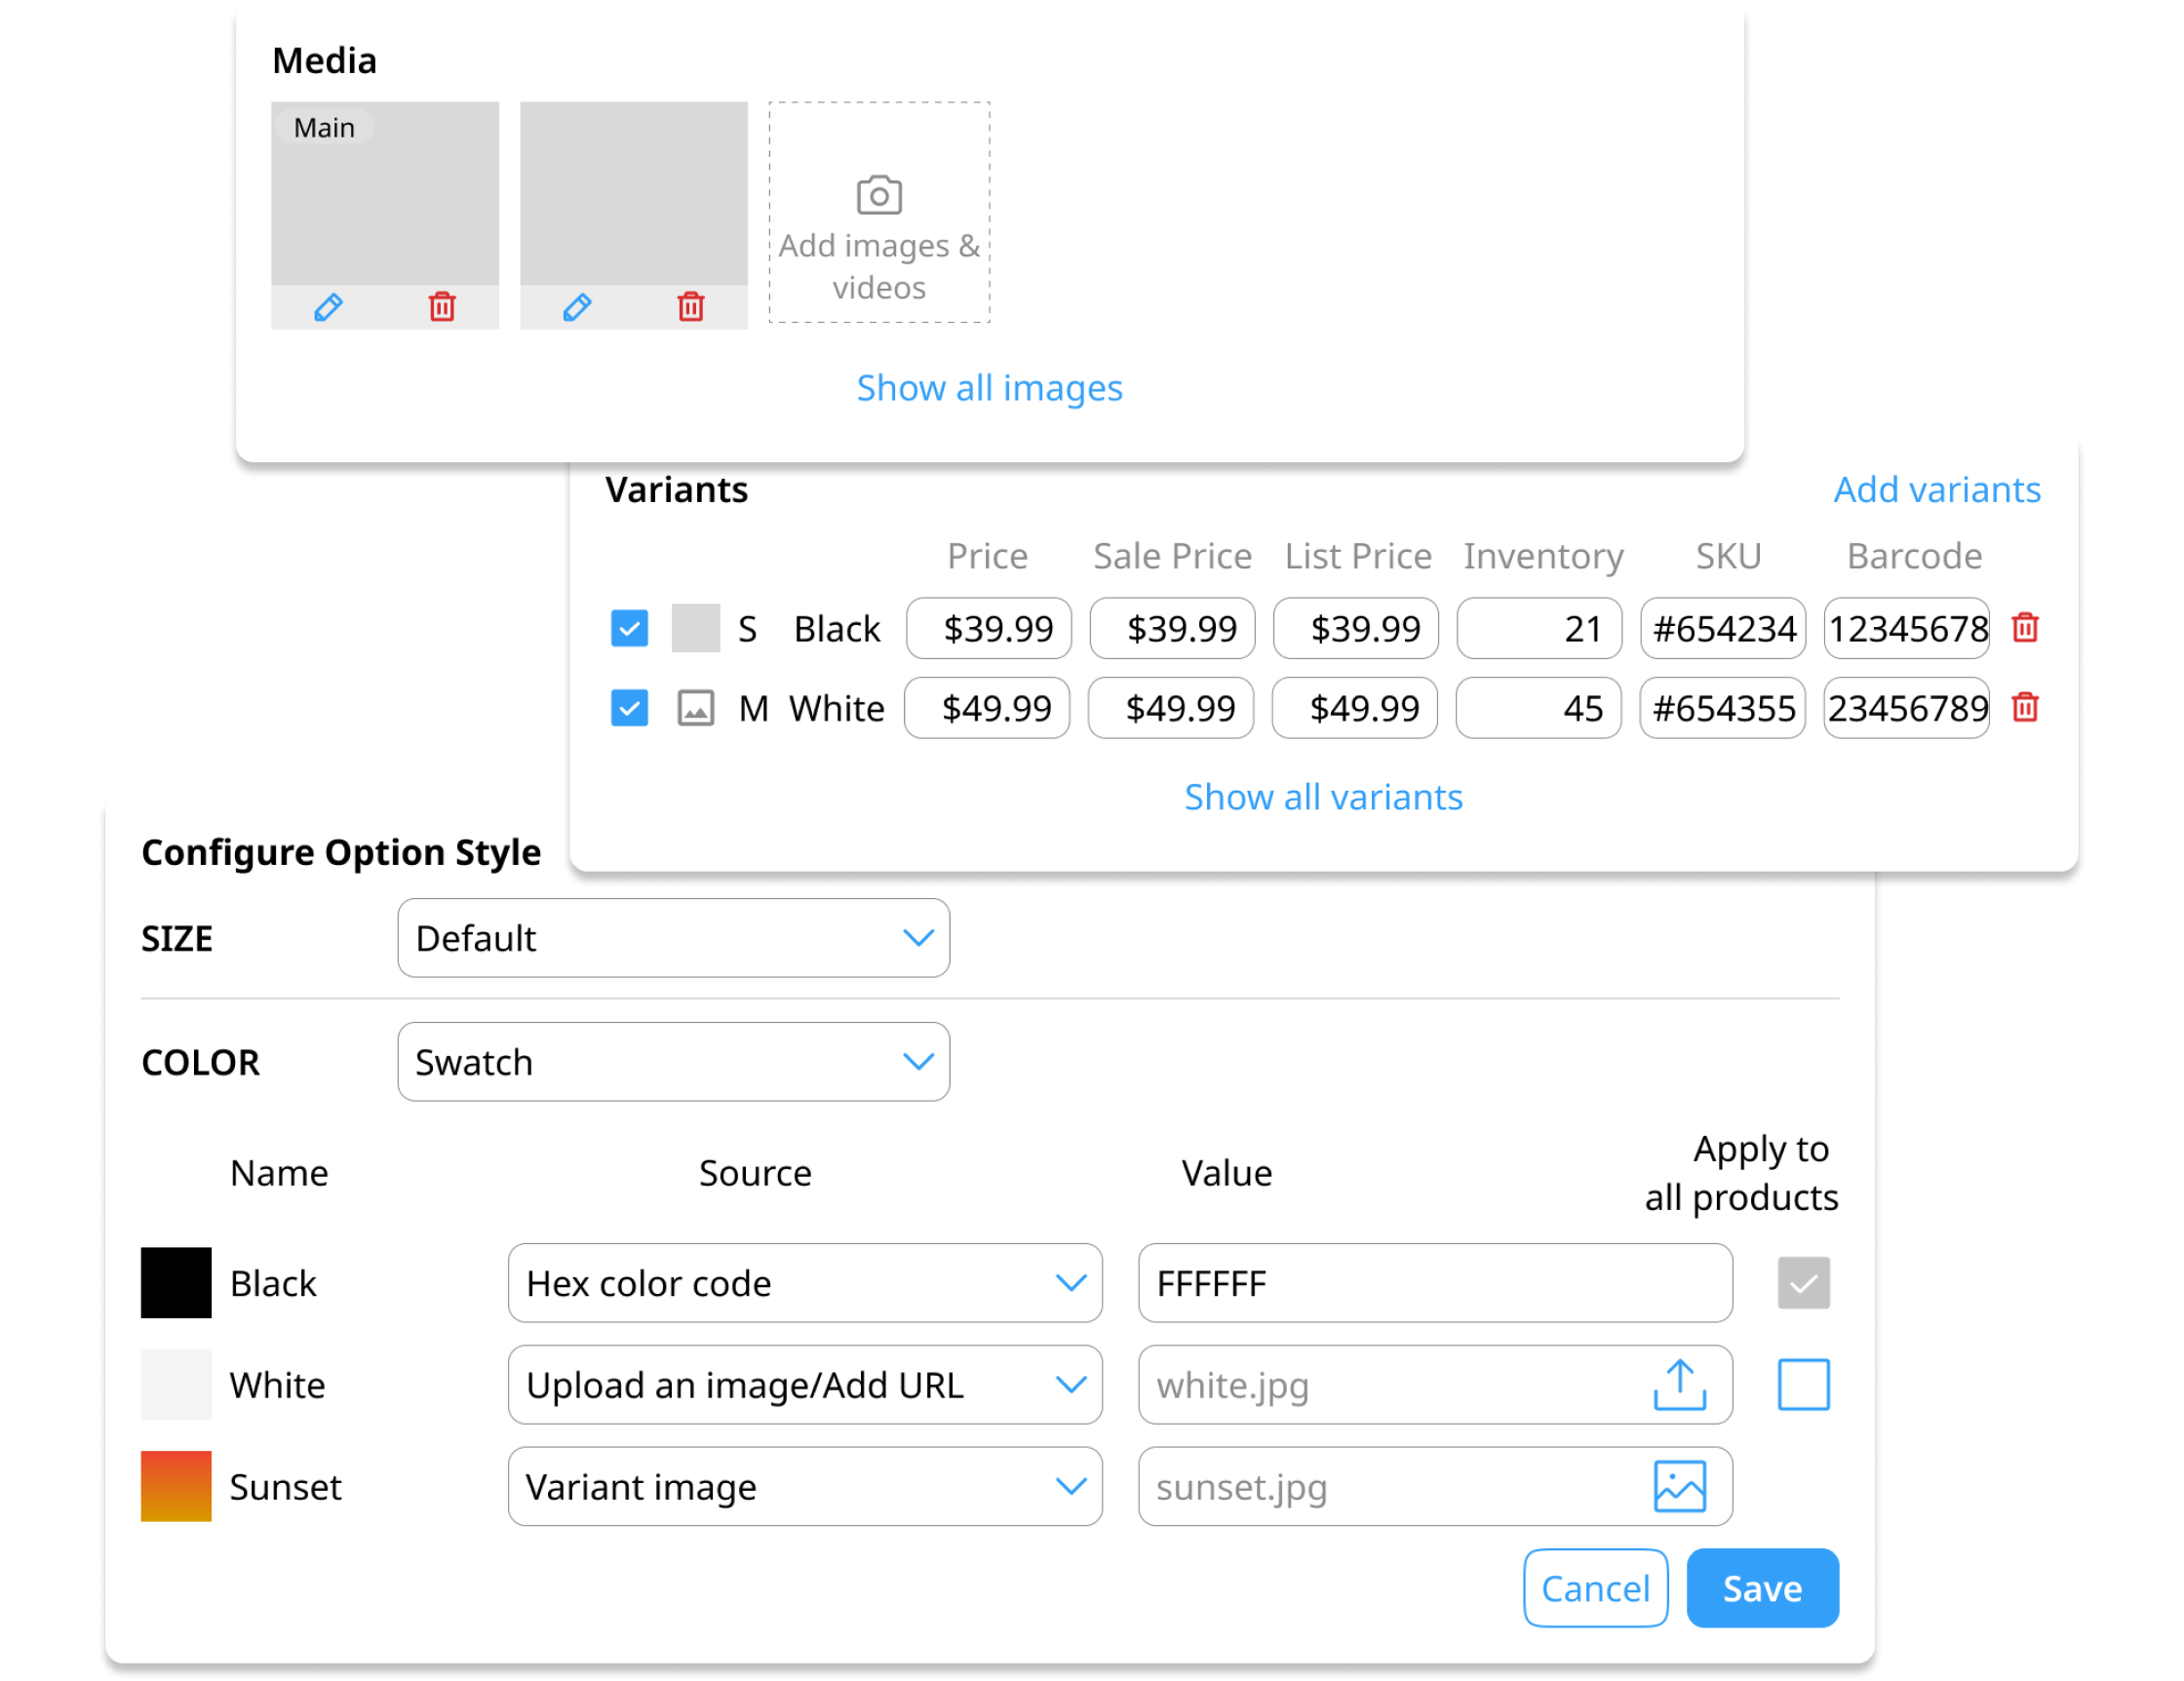 Media
Main
Add images &
videos
Show all images
Variants
Add variants
Price Sale Price List Price Inventory SKU Barcode
S Black $39.99 $39.99 $39.99 21 #654234 12345678
M White $49.99 $49.99 $49.99 45 #654355 23456789
Show all variants
Configure Option Style
SIZE Default
COLOR Swatch
Name Source Value Apply to
all products
Black Hex color code FFFFFF
White Upload an image/Add URL white.jpg
Sunset Variant image sunset.jpg
Cancel Save